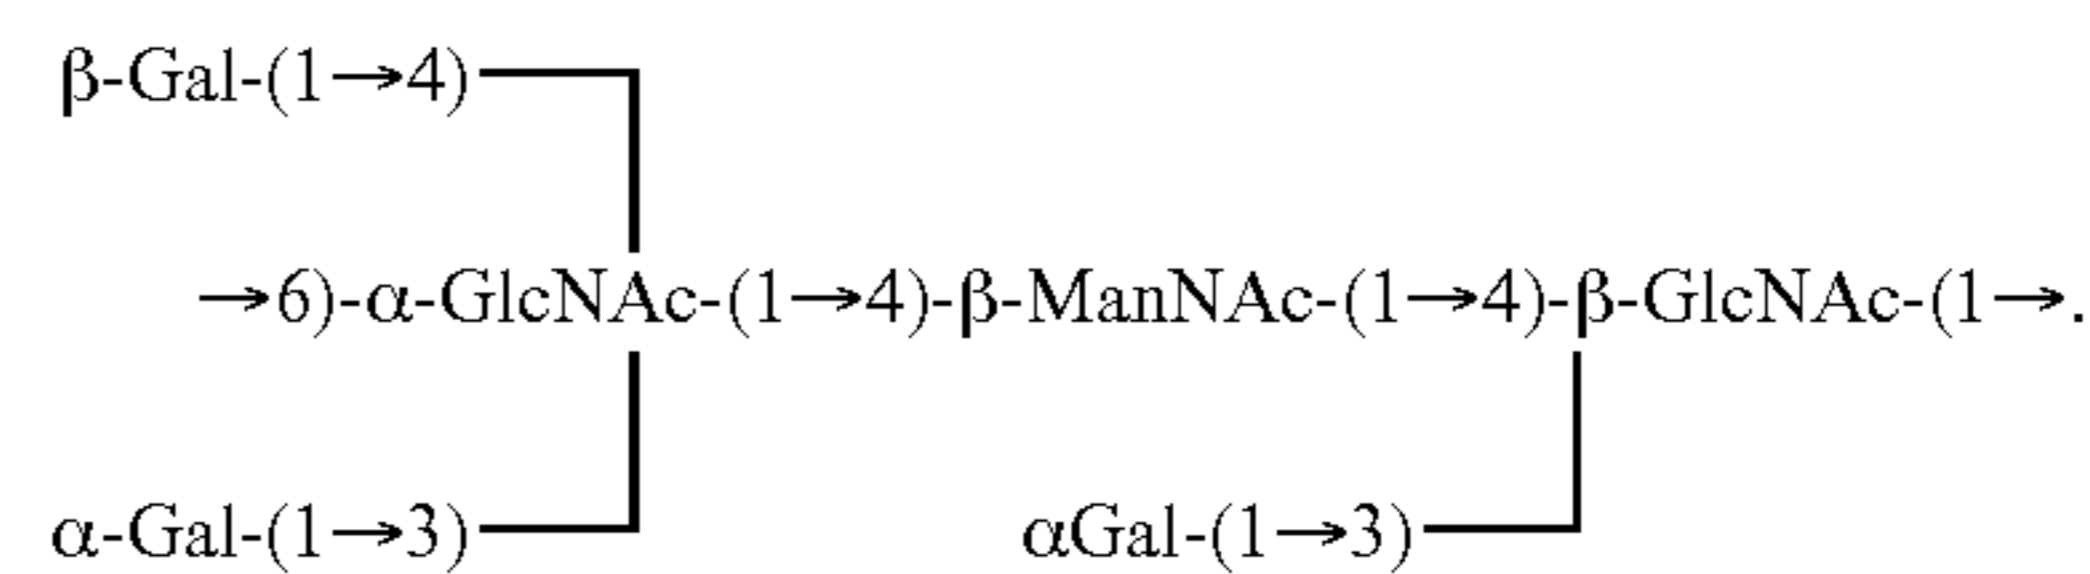 β-Gal-(1→4)
→6)-α-GlcNAc-(1→4)-β-ManNAc-(1→4)-β-GlcNAc-(1→.
α-Gal-(1→3) αGal-(1→3)